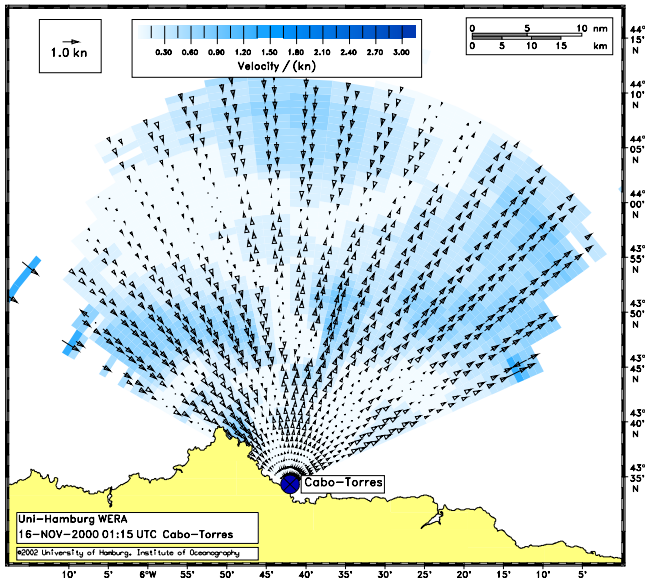 1.0 kn
0.30 0.60 0.90 1.20 1.50 1.80 2.10 2.40 2.70 3.00
Velocity / (kn)
0 5 10 nm
0 5 10 15 km
44° 15' N
44° 10' N
44° 05' N
44° 00' N
43° 55' N
43° 50' N
43° 45' N
43° 40' N
43° 35' N
Cabo-Torres
Uni-Hamburg WERA
16-NOV-2000 01:15 UTC Cabo-Torres
©2002 University of Hamburg, Institute of Oceanography
10' 5' 6°W 55' 50' 45' 40' 35' 30' 25' 20' 15' 10' 5'